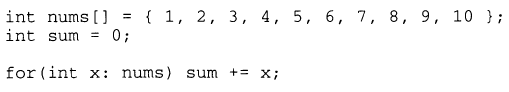 int nums[] = { 1, 2, 3, 4, 5, 6, 7, 8, 9, 10 };
int sum = 0;
for(int x: nums) sum += x;